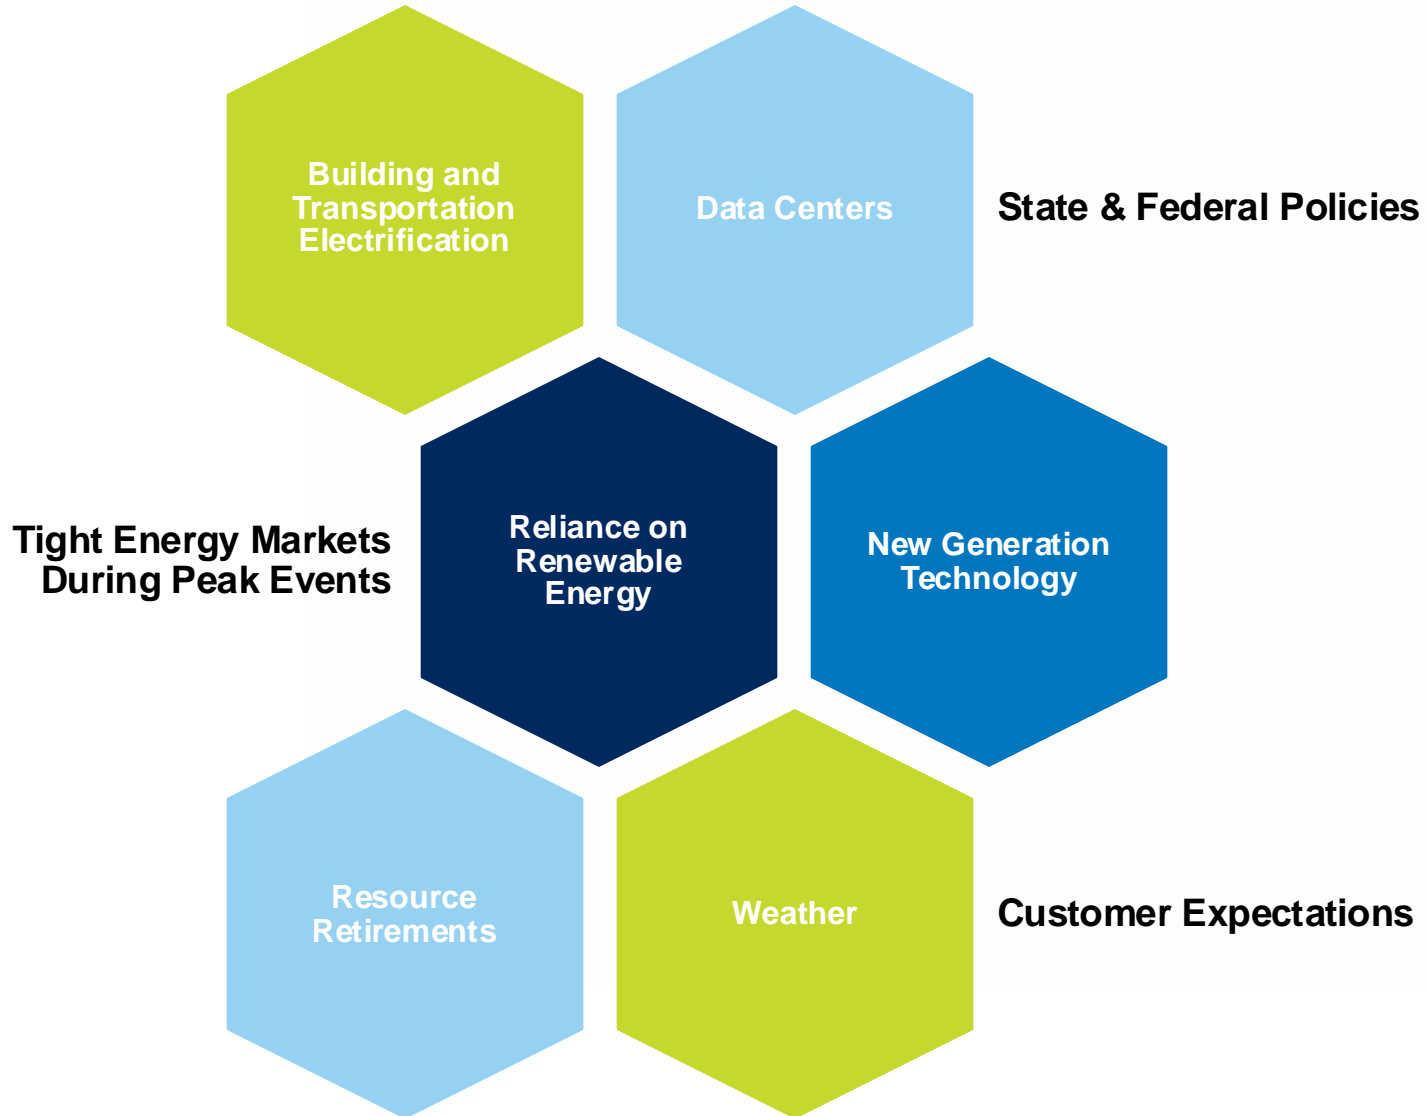 Building and
Transportation
Electrification
Data Centers
State & Federal Policies
Tight Energy Markets
During Peak Events
Reliance on
Renewable
Energy
New Generation
Technology
Resource
Retirements
Weather
Customer Expectations